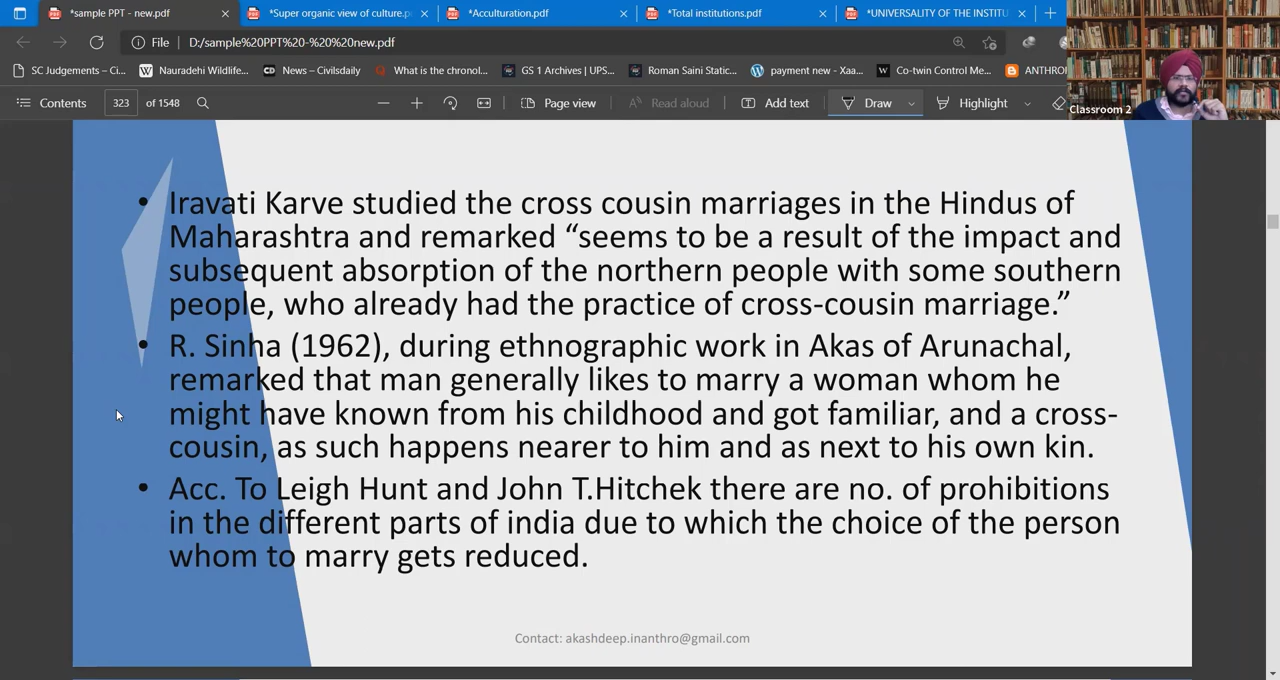 *sample PPT - new.pdf
*Super organic view of culture.p
*Acculturation.pdf
*Total institutions.pdf
*UNIVERSALITY OF THE INSTITU
File
D:/sample%20PPT%20-%20%20new.pdf
SC Judgements – Ci...
Nauradehi Wildlife...
News – Civilsdaily
What is the chronol...
GS 1 Archives | UPS...
Roman Saini Static...
payment new - Xaa...
Co-twin Control Me...
ANTHRO
Contents
323
of 1548
Page view
Read aloud
Add text
Draw
Highlight
Classroom 2
• Iravati Karve studied the cross cousin marriages in the Hindus of
Maharashtra and remarked “seems to be a result of the impact and
subsequent absorption of the northern people with some southern
people, who already had the practice of cross-cousin marriage.”
• R. Sinha (1962), during ethnographic work in Akas of Arunachal,
remarked that man generally likes to marry a woman whom he
might have known from his childhood and got familiar, and a cross-
cousin, as such happens nearer to him and as next to his own kin.
• Acc. To Leigh Hunt and John T.Hitchek there are no. of prohibitions
in the different parts of india due to which the choice of the person
whom to marry gets reduced.
Contact: akashdeep.inanthro@gmail.com